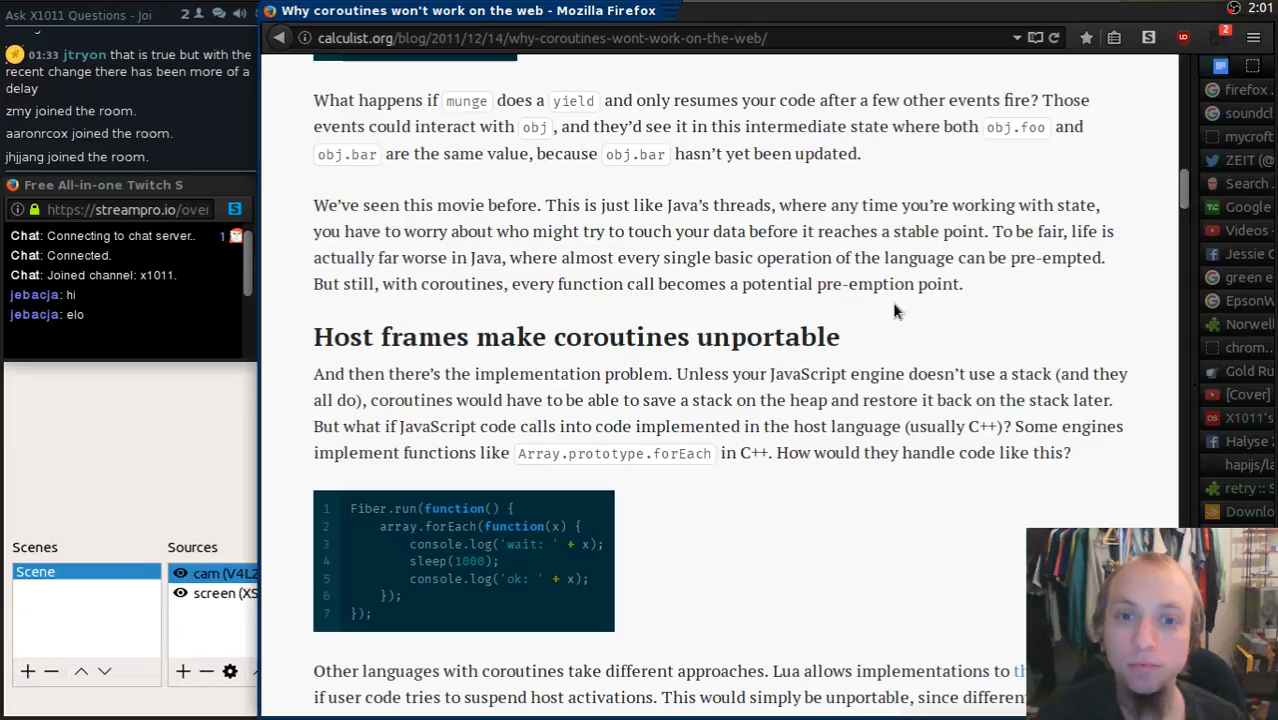 Ask X1011 Questions - Joi
2
01:33 jtryon that is true but with the
recent change there has been more of a
delay
zmy joined the room.
aaronrcox joined the room.
jhjjang joined the room.
Free All-in-one Twitch S
https://streampro.io/over
Chat: Connecting to chat server..
1
Chat: Connected.
Chat: Joined channel: x1011.
jebacja: hi
jebacja: elo
Scenes
Sources
Scene
cam (V4L2
screen (XS
Why coroutines won't work on the web - Mozilla Firefox
2:01
calculist.org/blog/2011/12/14/why-coroutines-wont-work-on-the-web/
2
What happens if munge does a yield and only resumes your code after a few other events fire? Those
events could interact with obj, and they’d see it in this intermediate state where both obj.foo and
obj.bar are the same value, because obj.bar hasn’t yet been updated.
We’ve seen this movie before. This is just like Java’s threads, where any time you’re working with state,
you have to worry about who might try to touch your data before it reaches a stable point. To be fair, life is
actually far worse in Java, where almost every single basic operation of the language can be pre-empted.
But still, with coroutines, every function call becomes a potential pre-emption point.
Host frames make coroutines unportable
And then there’s the implementation problem. Unless your JavaScript engine doesn’t use a stack (and they
all do), coroutines would have to be able to save a stack on the heap and restore it back on the stack later.
But what if JavaScript code calls into code implemented in the host language (usually C++)? Some engines
implement functions like Array.prototype.forEach in C++. How would they handle code like this?
1 Fiber.run(function() {
2 array.forEach(function(x) {
3 console.log('wait: ' + x);
4 sleep(1000);
5 console.log('ok: ' + x);
6 });
7 });
Other languages with coroutines take different approaches. Lua allows implementations to
if user code tries to suspend host activations. This would simply be unportable, since differen
firefox
soundcl
mycroft
ZEIT (@
Search
Google
Videos -
Jessie C
green e
EpsonW
Norwell
chrom...
Gold Ru
[Cover]
X1011's
Halyse
hapijs/la
retry :: S
Downlo